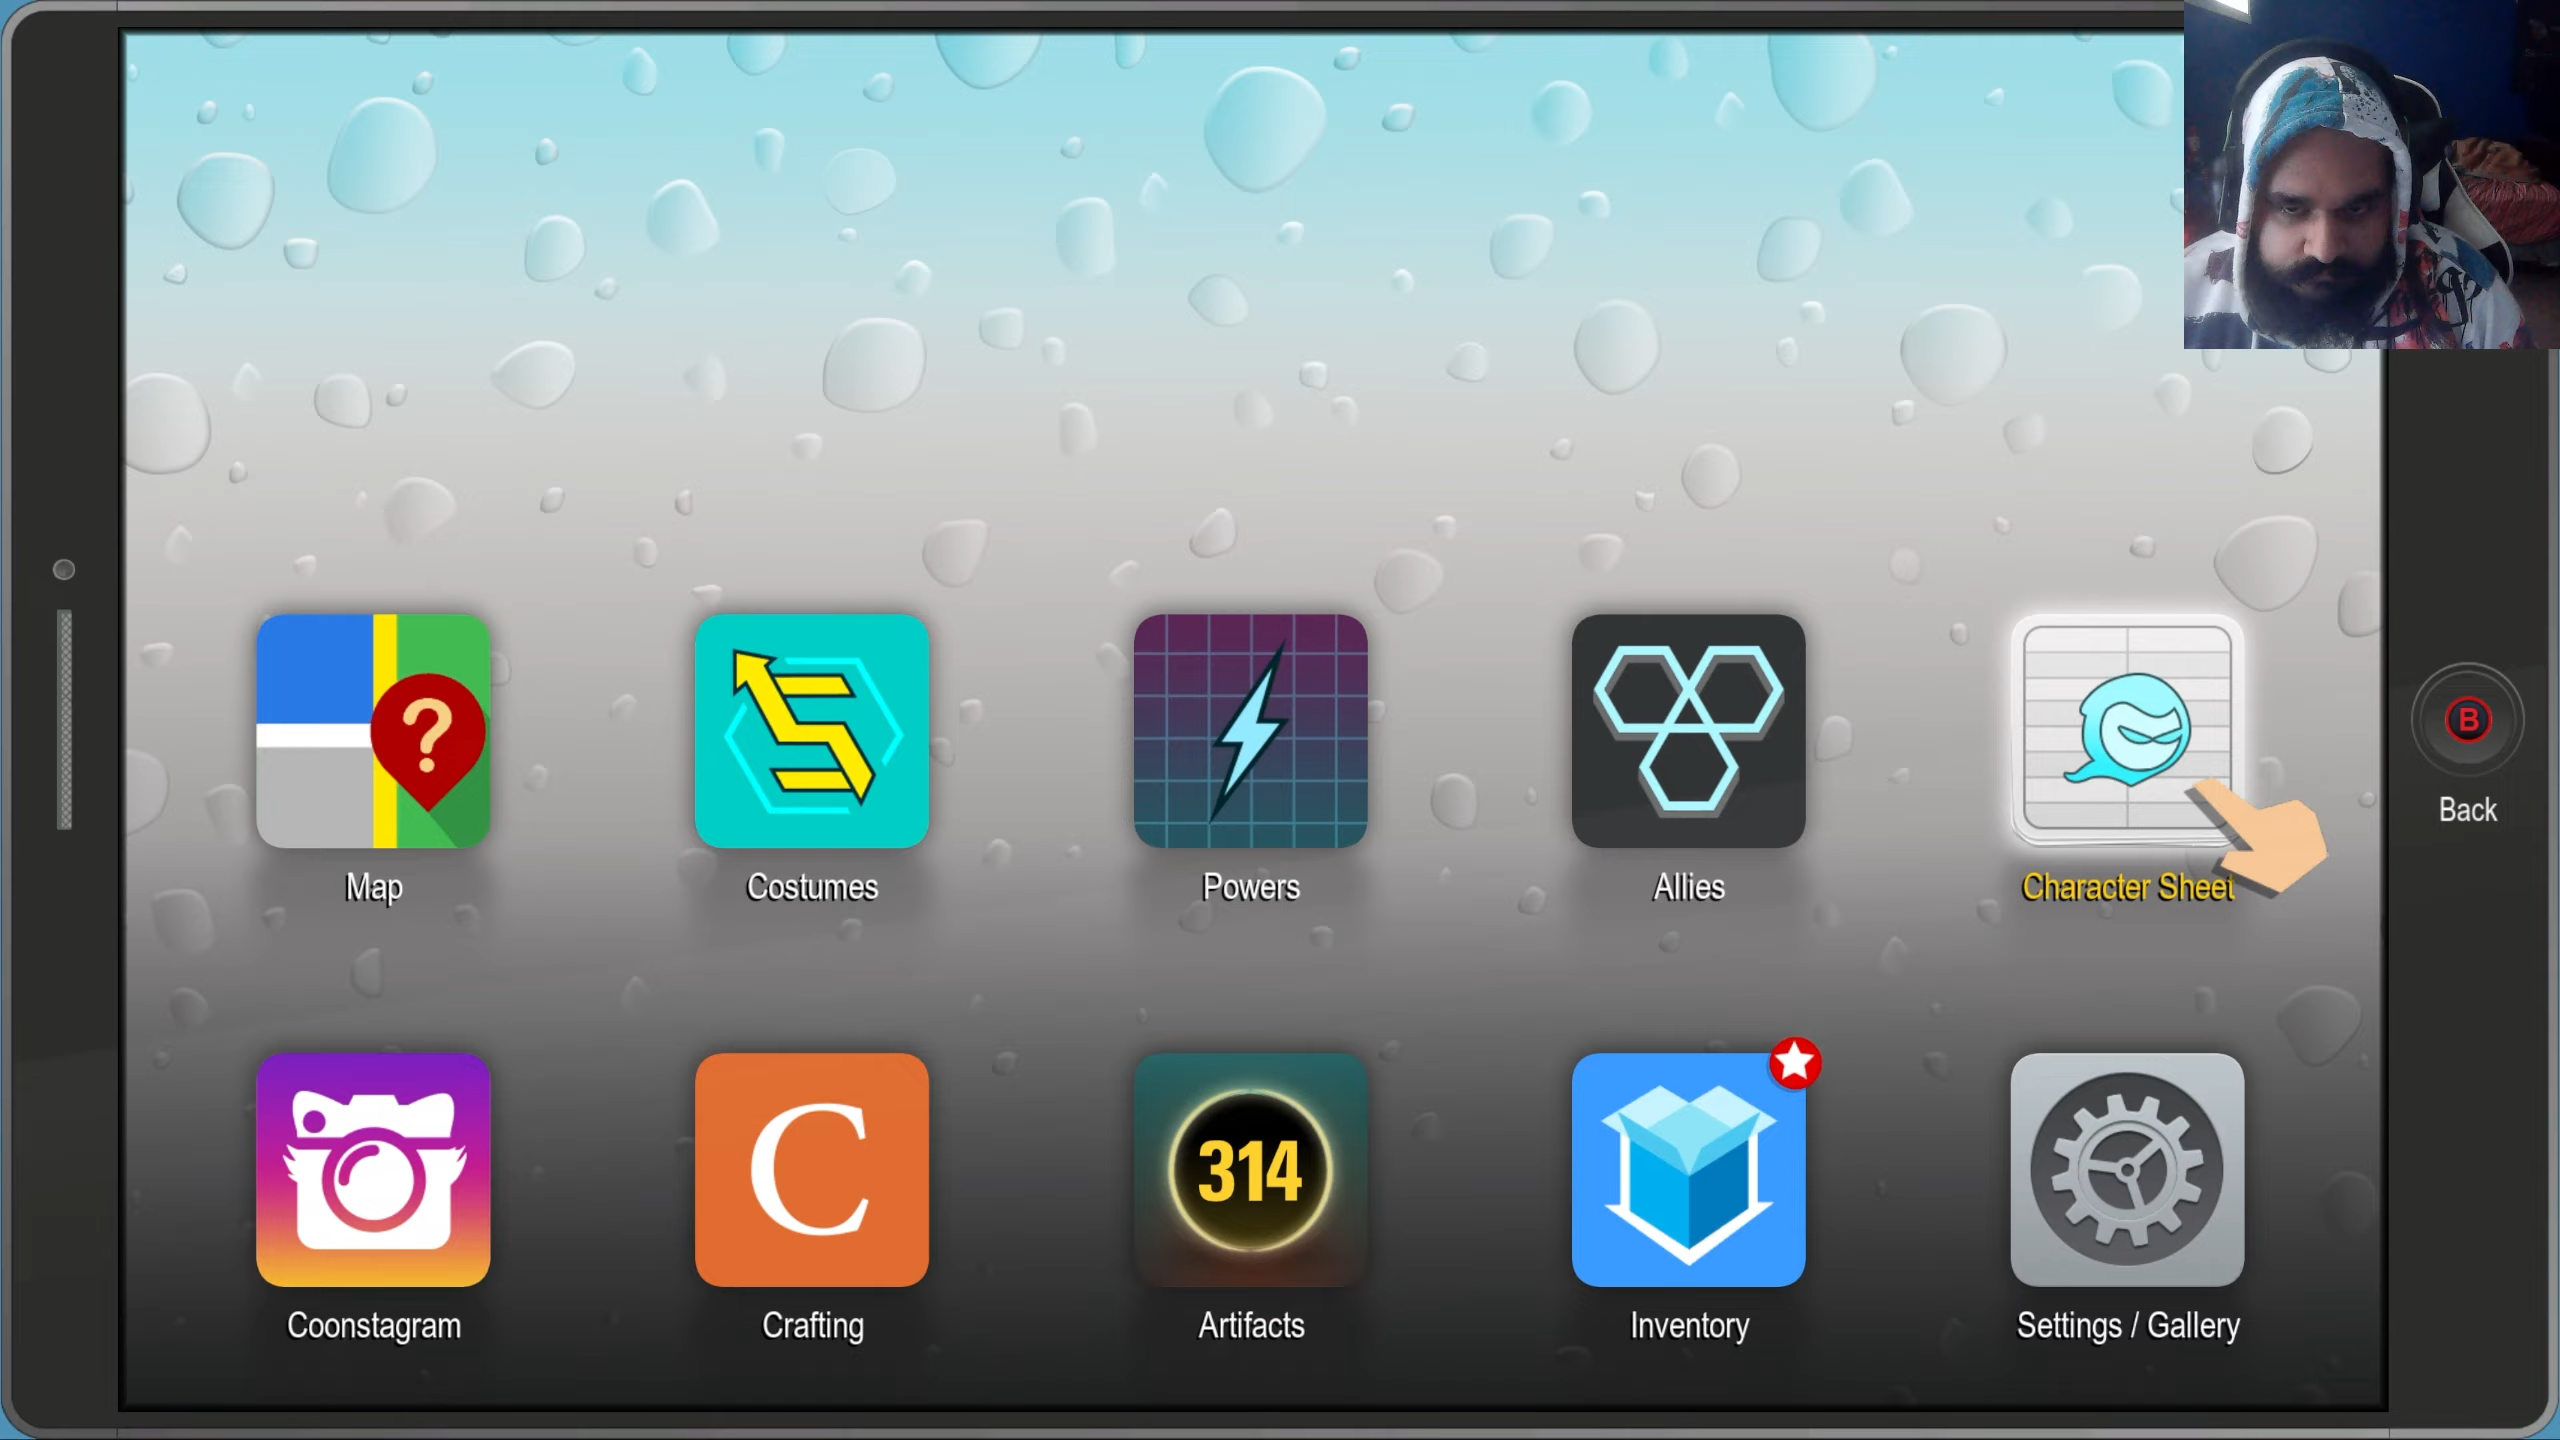 ?
Map
Costumes
Powers
Allies
Character Sheet
B
Back
Coonstagram
C
Crafting
314
Artifacts
Inventory
Settings / Gallery